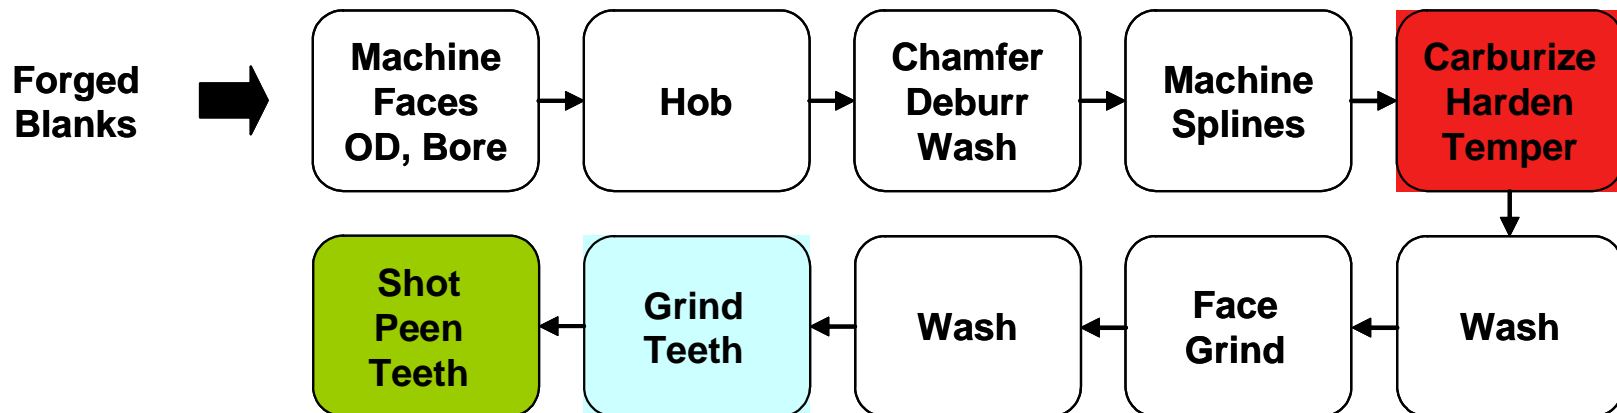 Forged
Blanks
Machine
Faces
OD, Bore
Hob
Chamfer
Deburr
Wash
Machine
Splines
Carburize
Harden
Temper
Wash
Face
Grind
Wash
Grind
Teeth
Shot
Peen
Teeth